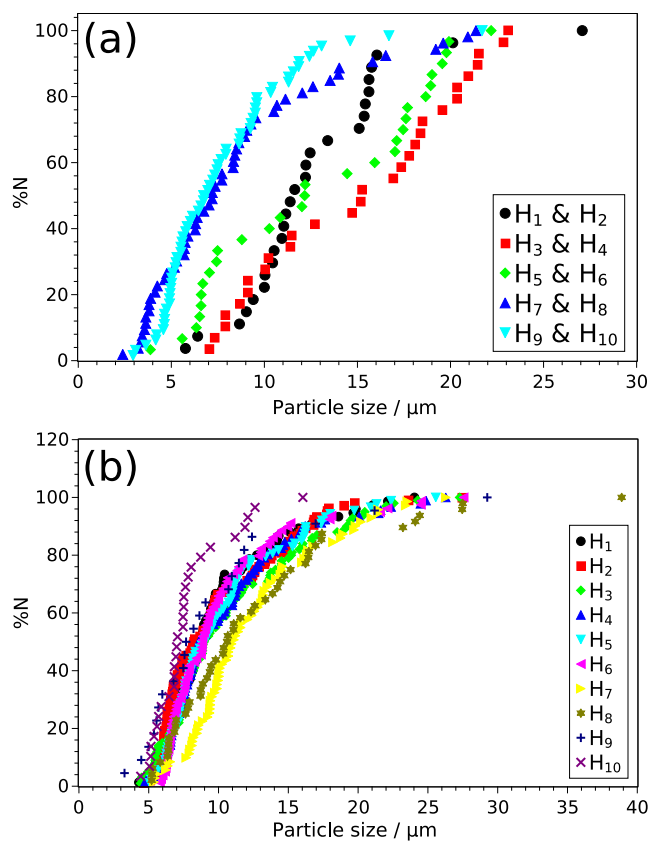 (a)
100
80
60
40
20
0
%N
H1 & H2
H3 & H4
H5 & H6
H7 & H8
H9 & H10
0 5 10 15 20 25 30
Particle size / μm
(b)
120
100
80
60
40
20
0
%N
H1
H2
H3
H4
H5
H6
H7
H8
H9
H10
0 5 10 15 20 25 30 35 40
Particle size / μm